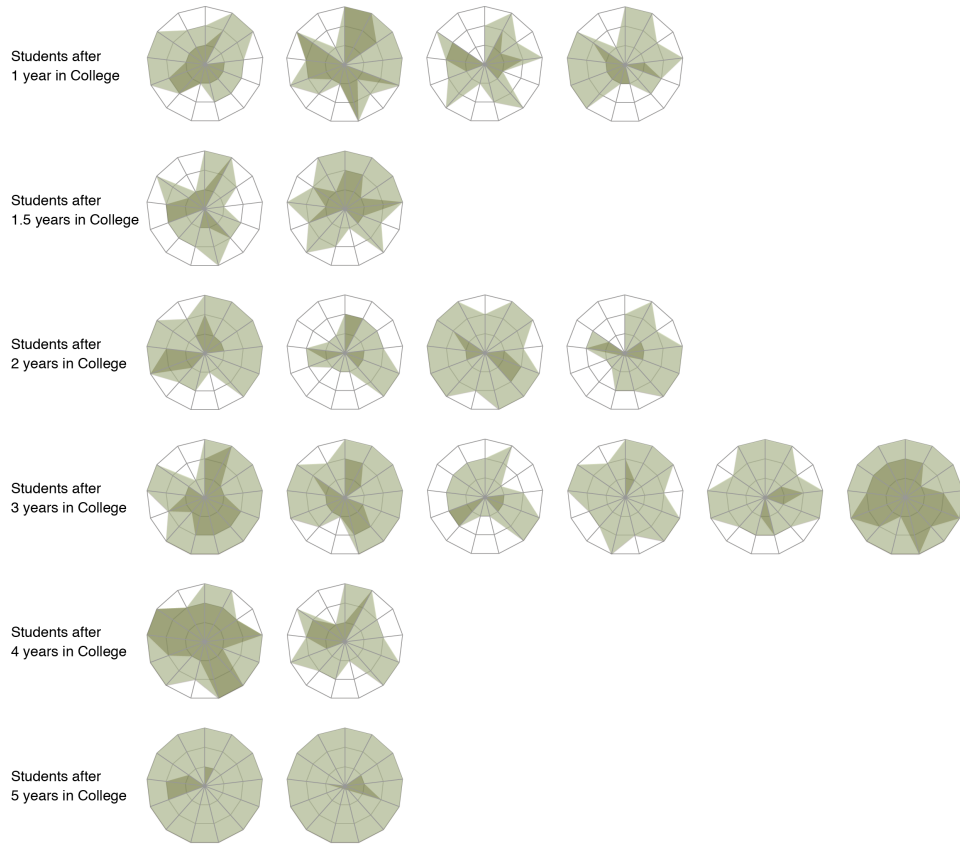 Students after
1 year in College
Students after
1.5 years in College
Students after
2 years in College
Students after
3 years in College
Students after
4 years in College
Students after
5 years in College